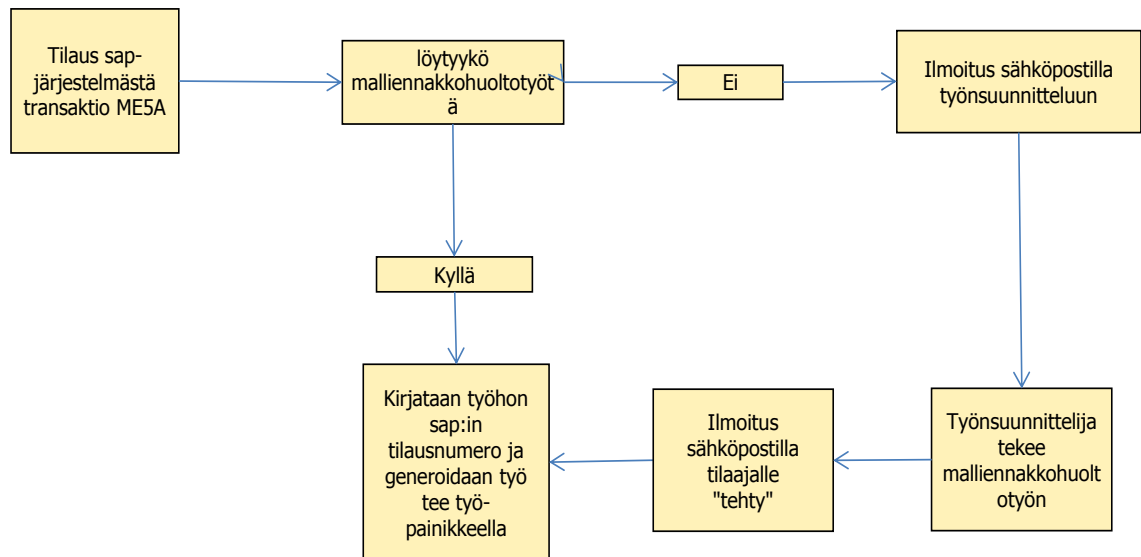 Tilaus sap-
järjestelmästä
transaktio ME5A
löytyykö
malliennakkohuoltotyöt
ä
Ei
Ilmoitus sähköpostilla
työnsuunnitteluun
Kyllä
Kirjataan työhon
sap:in
tilausnumero ja
generoidaan työ
tee työ-
painikkeella
Ilmoitus
sähköpostilla
tilaajalle
"tehty"
Työnsuunnittelija
tekee
malliennakkohuolt
otyön